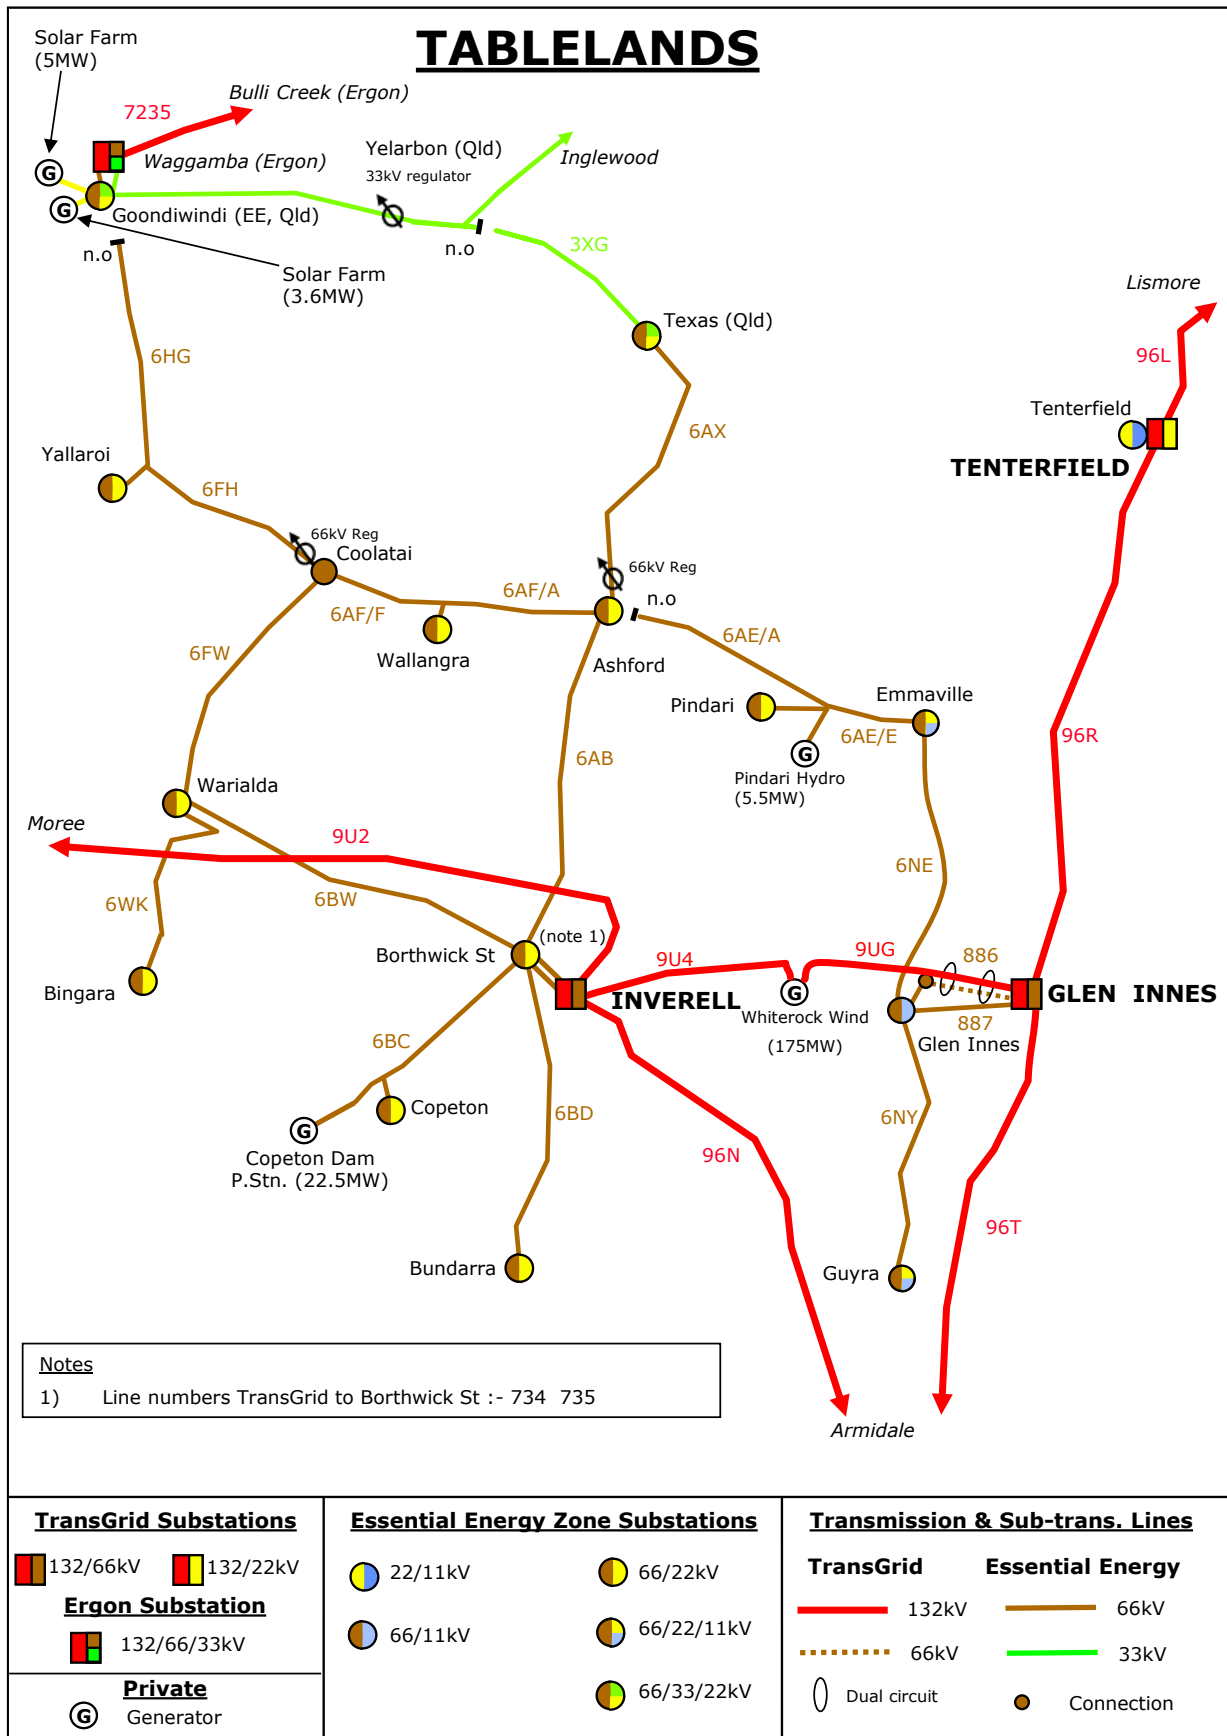 TABLELANDS
Solar Farm
(5MW)
7235
Bulli Creek (Ergon)
Waggamba (Ergon)
Yelarbon (Qld)
33kV regulator
Inglewood
G
G
Goondiwindi (EE, Qld)
n.o
n.o
3XG
Solar Farm
(3.6MW)
Lismore
Texas (Qld)
6HG
96L
Tenterfield
6AX
Yallaroi
TENTERFIELD
6FH
66kV Reg
Coolatai
66kV Reg
6AF/A
n.o
6AF/F
6AE/A
6FW
Wallangra
Ashford
Pindari
Emmaville
6AE/E
96R
G
6AB
Pindari Hydro
(5.5MW)
Warialda
Moree
9U2
6NE
6WK
6BW
Borthwick St
(note 1)
9U4
9UG
886
Bingara
INVERELL
G
GLEN INNES
Whiterock Wind
(175MW)
887
Glen Innes
6BC
Copeton
6BD
6NY
G
Copeton Dam
P.Stn. (22.5MW)
96N
96T
Bundarra
Guyra
Notes
1) Line numbers TransGrid to Borthwick St :- 734 735
Armidale
TransGrid Substations
132/66kV
132/22kV
Ergon Substation
132/66/33kV
Private
G
Generator
Essential Energy Zone Substations
22/11kV
66/22kV
66/11kV
66/22/11kV
66/33/22kV
Transmission & Sub-trans. Lines
TransGrid
Essential Energy
132kV
66kV
66kV
33kV
Dual circuit
Connection